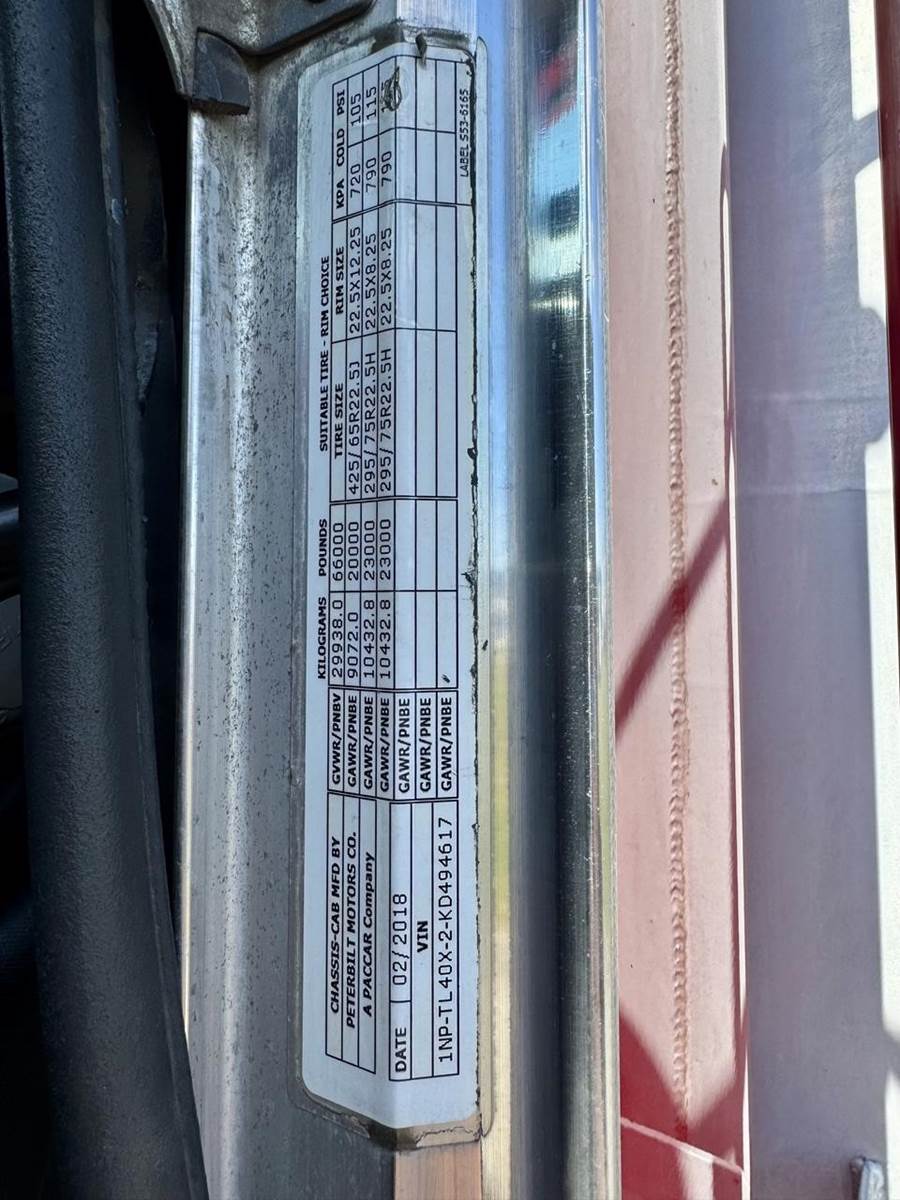 KILOGRAMS POUNDS SUITABLE TIRE - RIM CHOICE
TIRE SIZE RIM SIZE KPA COLD PSI
CHASSIS-CAB MFD BY
PETERBILT MOTORS CO.
A PACCAR Company
GVWR/PNBV 29938.0 66000
GAWR/PNBE 9072.0 20000 425/65R22.5J 22.5X12.25 720 105
GAWR/PNBE 10432.8 23000 295/75R22.5H 22.5X8.25 790 115
GAWR/PNBE 10432.8 23000 295/75R22.5H 22.5X8.25 790
GAWR/PNBE
GAWR/PNBE
GAWR/PNBE
DATE 02/2018
VIN
1NP-TL40X-2-KD494617
LABEL S53-6165